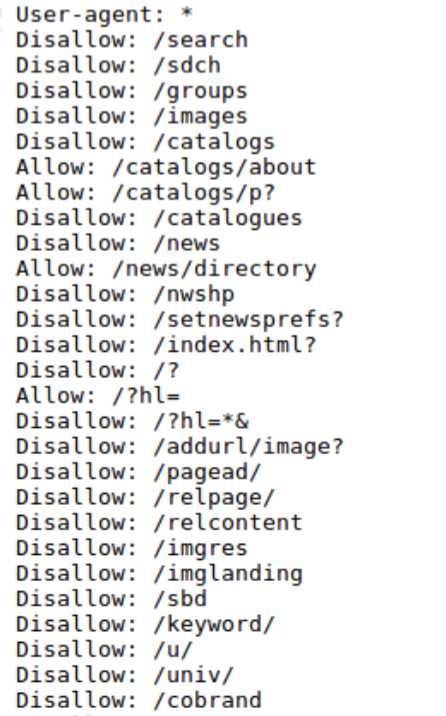 User-agent: *
Disallow: /search
Disallow: /sdch
Disallow: /groups
Disallow: /images
Disallow: /catalogs
Allow: /catalogs/about
Allow: /catalogs/p?
Disallow: /catalogues
Disallow: /news
Allow: /news/directory
Disallow: /nwshp
Disallow: /setnewsprefs?
Disallow: /index.html?
Disallow: /?
Allow: /?hl=
Disallow: /?hl=*&
Disallow: /addurl/image?
Disallow: /pagead/
Disallow: /relpage/
Disallow: /relcontent
Disallow: /imgres
Disallow: /imglanding
Disallow: /sbd
Disallow: /keyword/
Disallow: /u/
Disallow: /univ/
Disallow: /cobrand